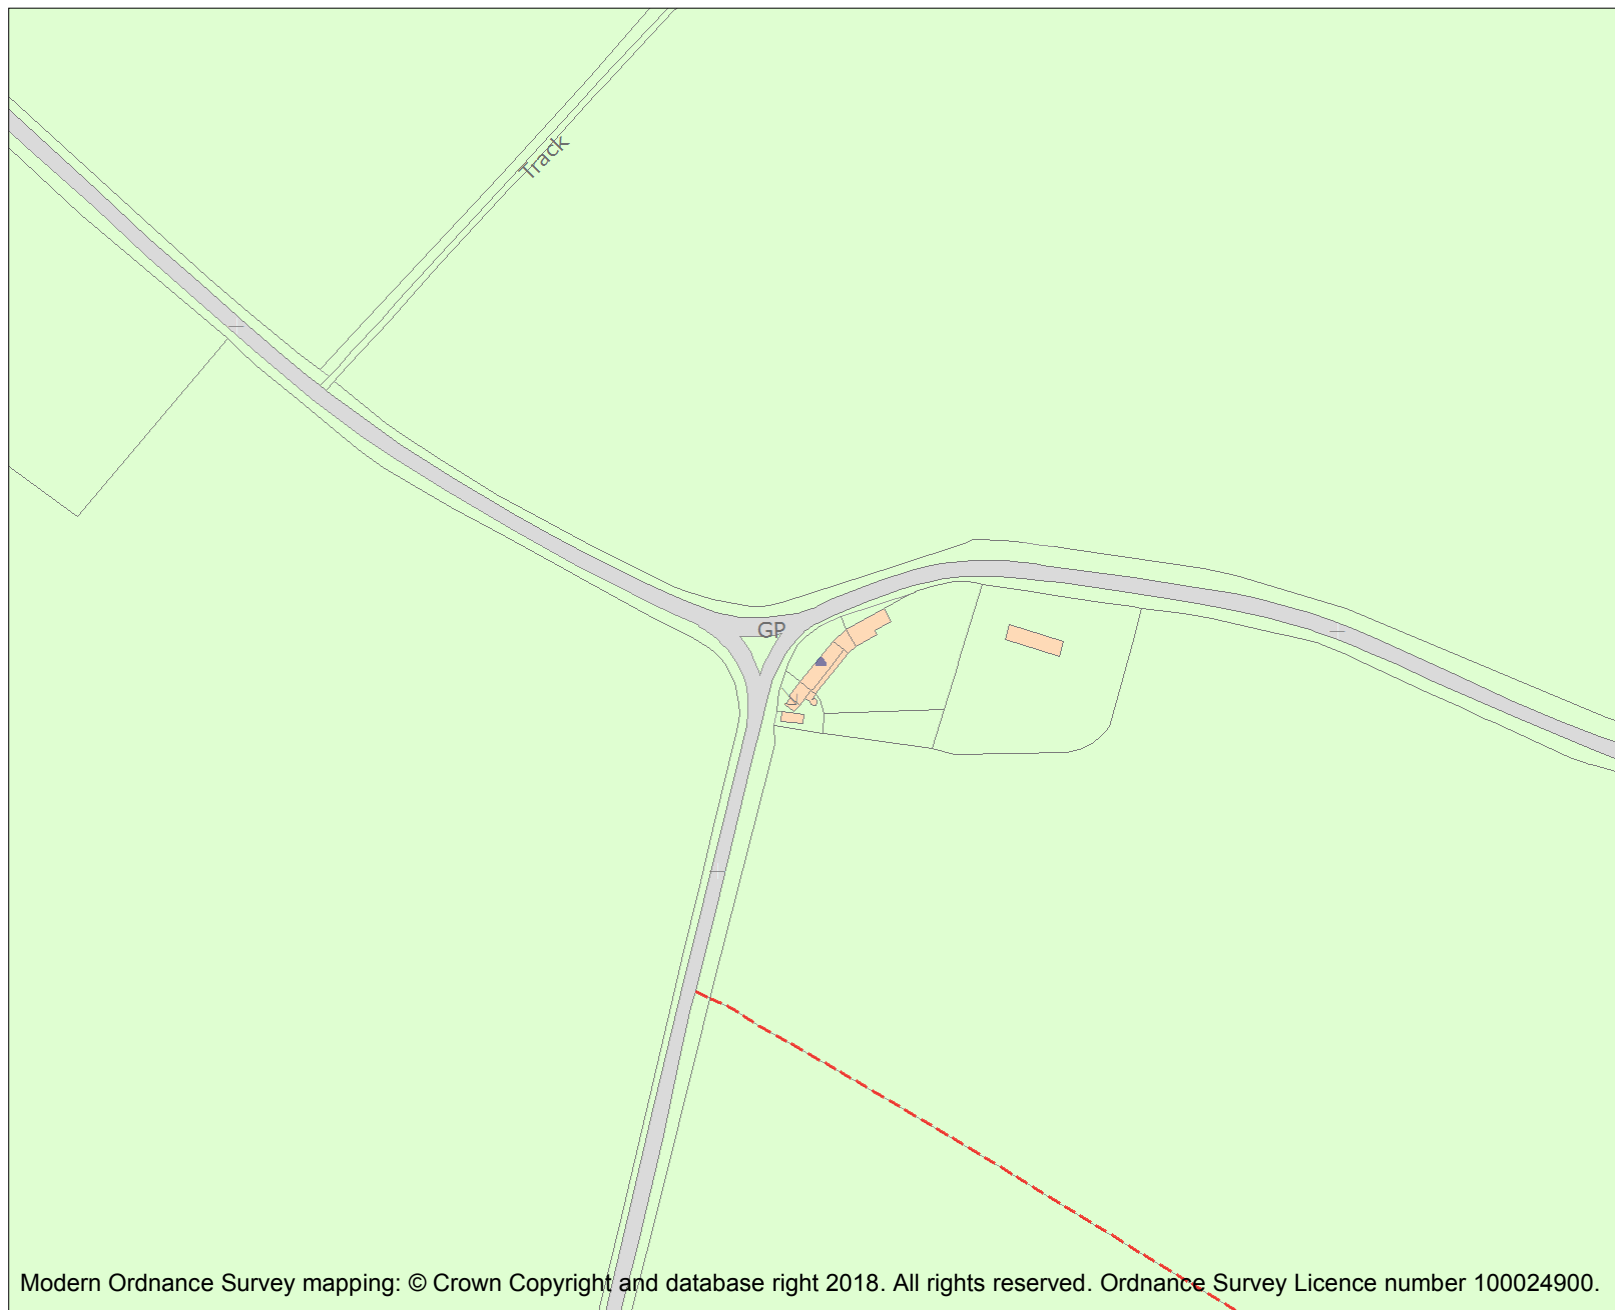 Track
GP
Modern Ordnance Survey mapping: © Crown Copyright and database right 2018. All rights reserved. Ordnance Survey Licence number 100024900.